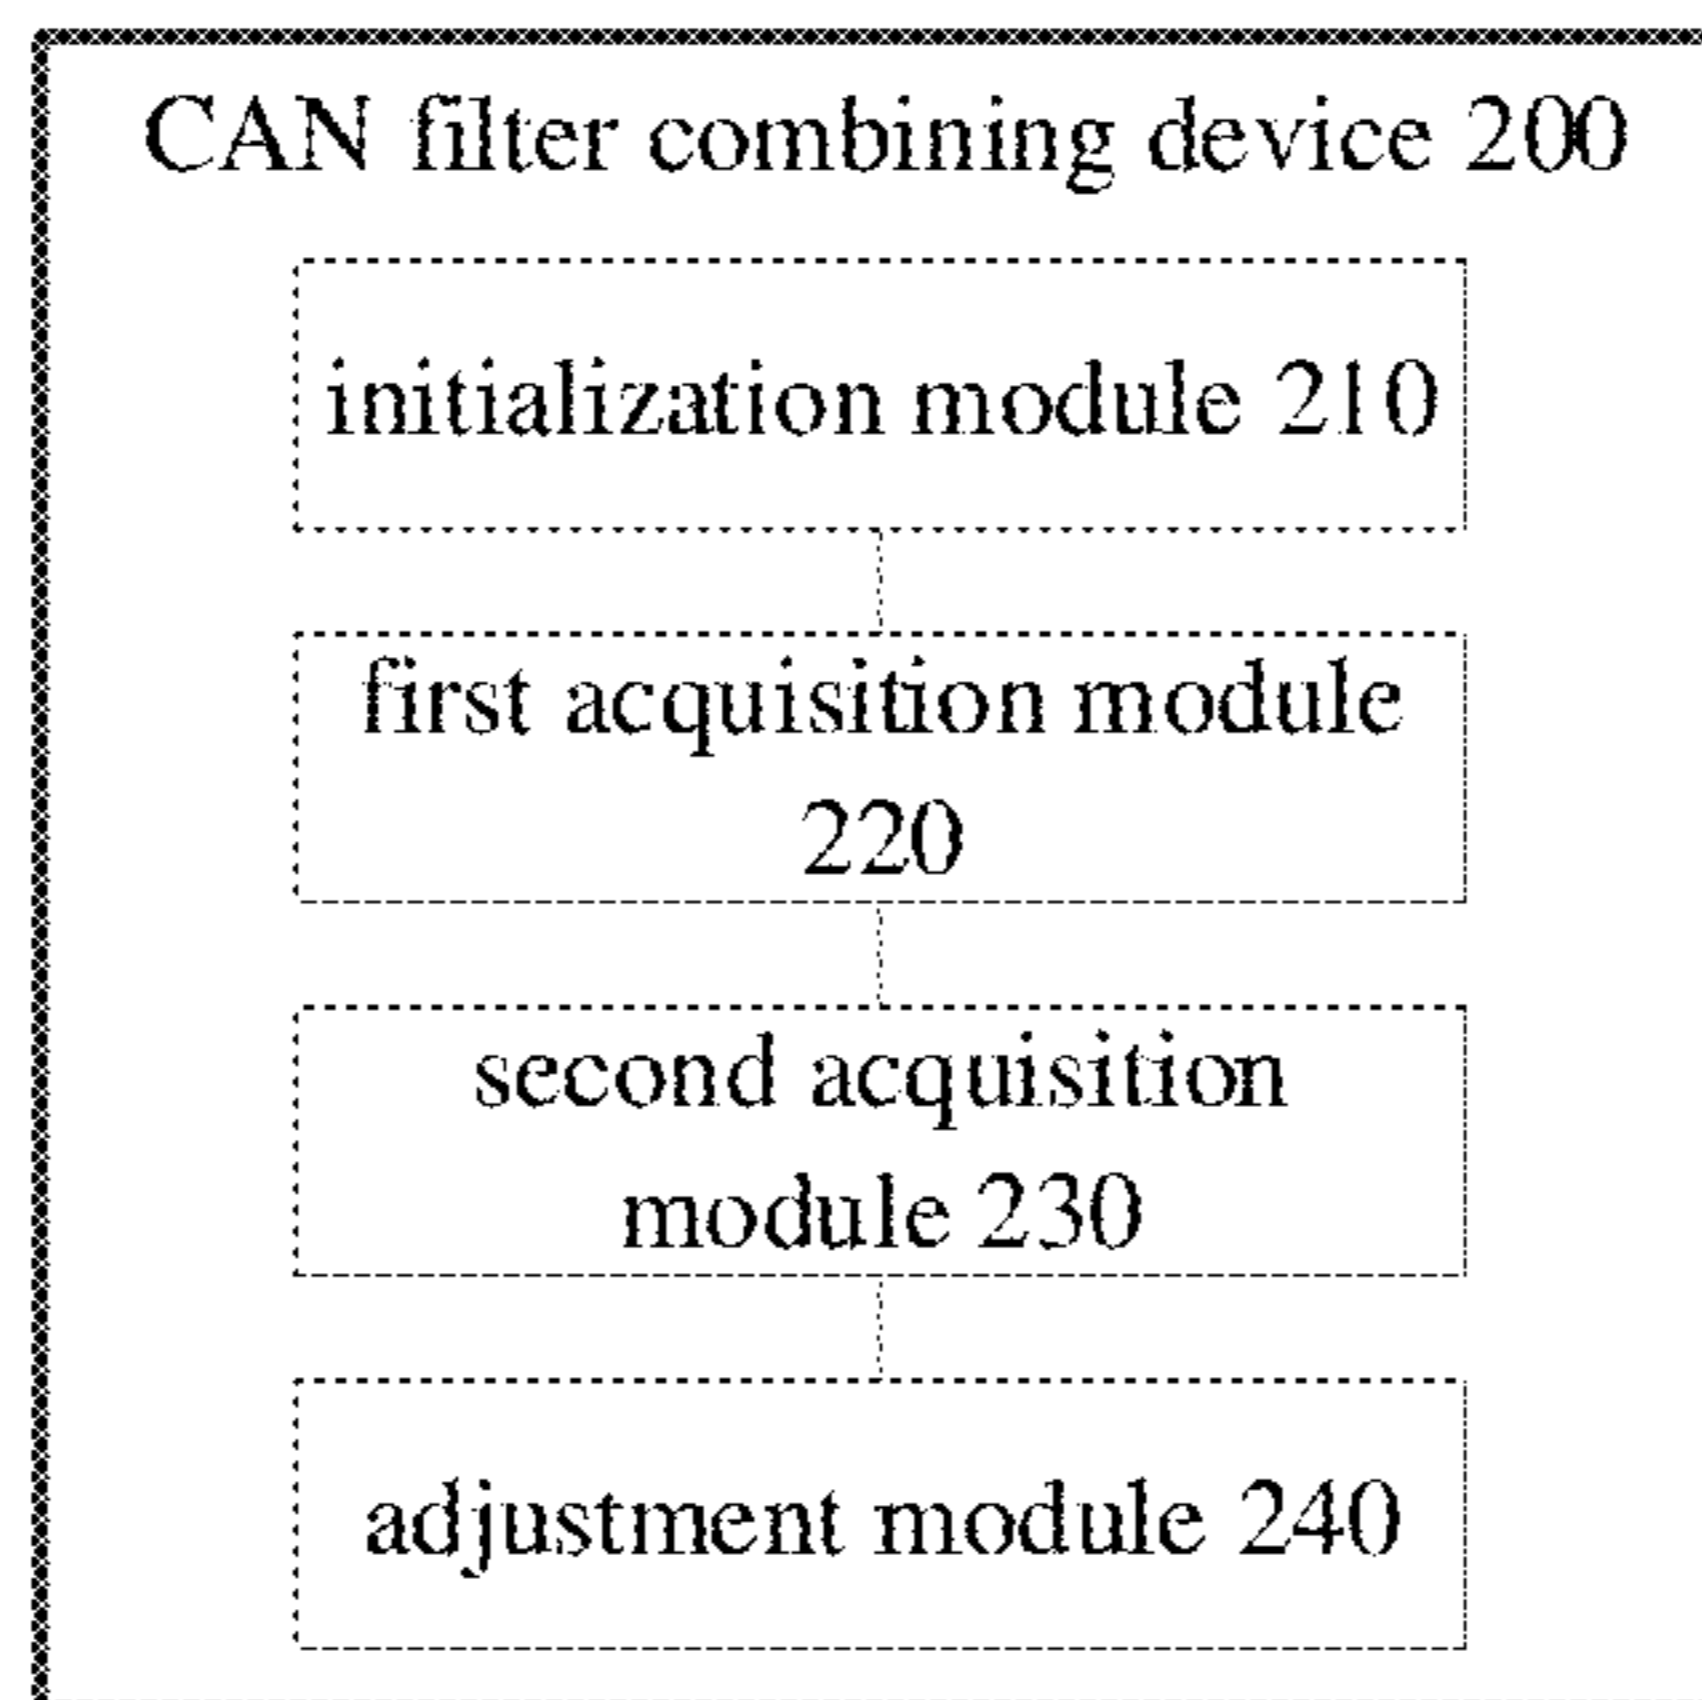 CAN filter combining device 200
initialization module 210
first acquisition module
220
second acquisition
module 230
adjustment module 240